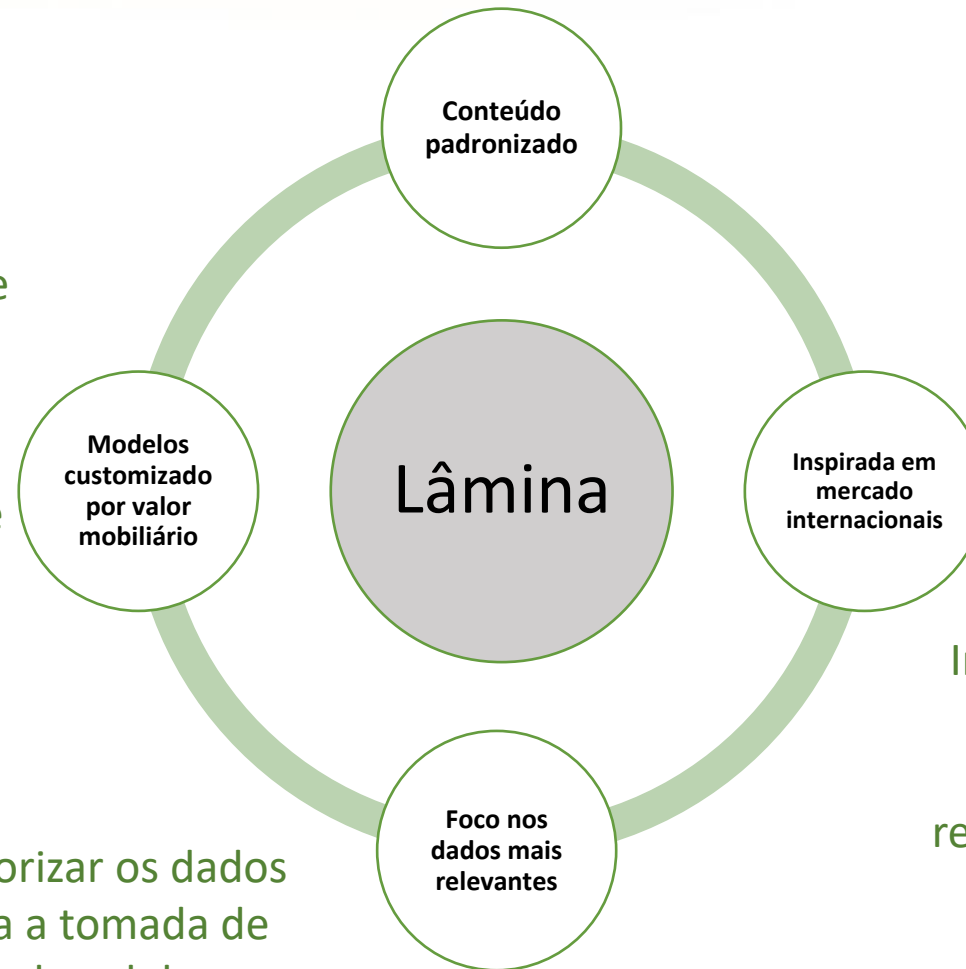 Conteúdo
padronizado
e
Modelos
customizado
por valor
mobiliário
e
Lâmina
Inspirada em
mercado
internacionais
Foco nos
dados mais
relevantes
orizar os dados
a a tomada de
re